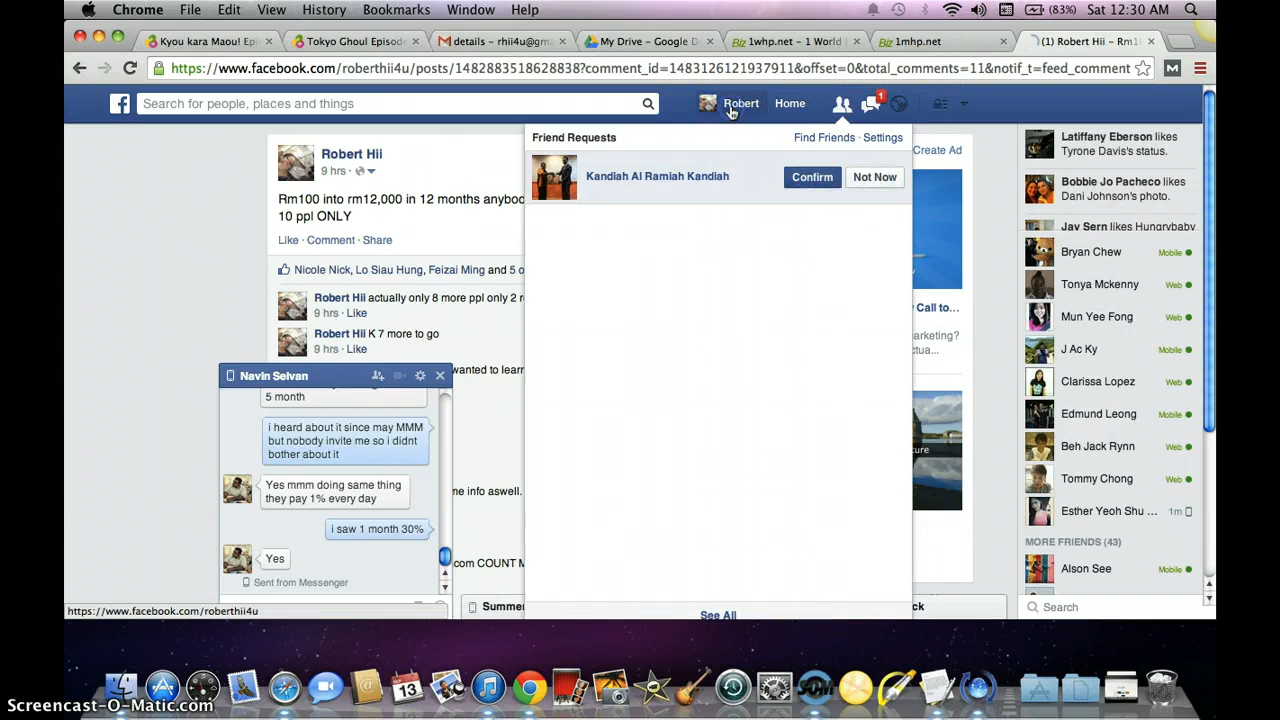 Chrome File Edit View History Bookmarks Window Help (83%) Sat 12:30 AM
Kyou kara Maou! Ep Tokyo Ghoul Episode details - rhii4u@gm My Drive - Google D 1whp.net - 1 World 1mhp.net (1) Robert Hii - Rm1
https://www.facebook.com/roberthii4u/posts/1482883518628838?comment_id=1483126121937911&offset=0&total_comments=11&notif_t=feed_comment
Search for people, places and things
Robert Home 1
Robert Hii
9 hrs ·
Rm100 into rm12,000 in 12 months anybod
10 ppl ONLY
Like · Comment · Share
Nicole Nick, Lo Siau Hung, Feizai Ming and 5 o
Robert Hii actually only 8 more ppl only 2 r
9 hrs · Like
Robert Hii K 7 more to go
9 hrs · Like
wanted to learn
me info aswell.
com COUNT M
Navin Selvan
5 month
i heard about it since may MMM
but nobody invite me so i didnt
bother about it
Yes mmm doing same thing
they pay 1% every day
i saw 1 month 30%
Yes
Sent from Messenger
https://www.facebook.com/roberthii4u
Summer
Friend Requests Find Friends · Settings
Kandiah Al Ramiah Kandiah Confirm Not Now
See All
Create Ad
Call to...
arketing?
ctua...
ture
ck
Latiffany Eberson likes
Tyrone Davis's status.
Bobbie Jo Pacheco likes
Dani Johnson's photo.
Jay Sern likes Hungrybaby
Bryan Chew Mobile
Tonya Mckenny Web
Mun Yee Fong Web
J Ac Ky Mobile
Clarissa Lopez Web
Edmund Leong Mobile
Beh Jack Rynn Web
Tommy Chong Web
Esther Yeoh Shu ... 1m
MORE FRIENDS (43)
Alson See Mobile
Search
13
SOM
Screencast-O-Matic.com